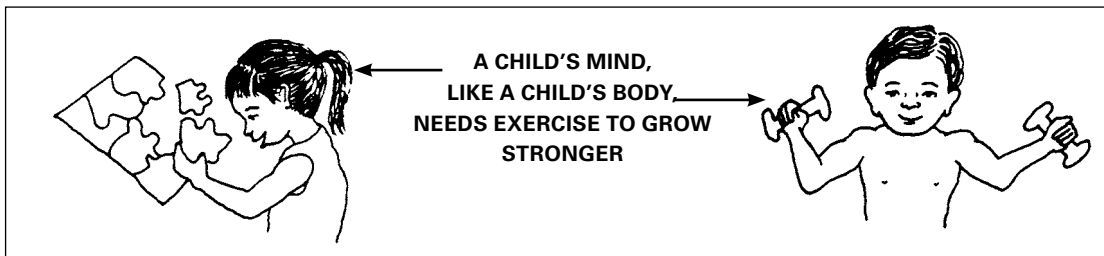 A CHILD'S MIND,
LIKE A CHILD'S BODY,
NEEDS EXERCISE TO GROW
STRONGER